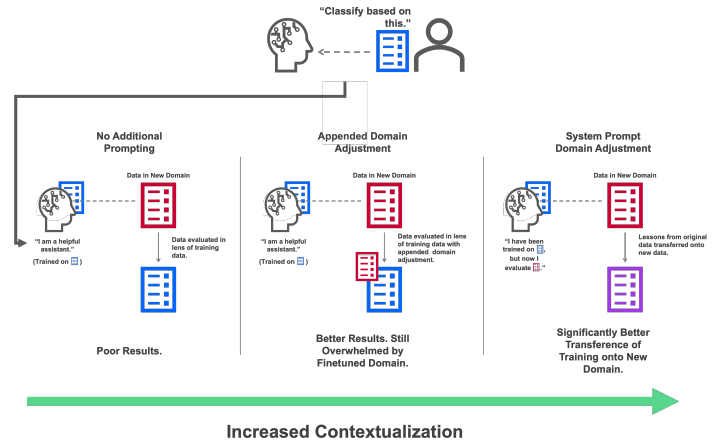 “Classify based on
this.”
No Additional
Prompting
Data in New Domain
“I am a helpful
assistant.”
(Trained on )
Data evaluated in
lens of training
data.
Poor Results.
Appended Domain
Adjustment
Data in New Domain
“I am a helpful
assistant.”
(Trained on )
Data evaluated in lens
of training data with
appended domain
adjustment.
Better Results. Still
Overwhelmed by
Finetuned Domain.
System Prompt
Domain Adjustment
Data in New Domain
“I have been
trained on ,
but now I
evaluate .”
Lessons from original
data transferred onto
new data.
Significantly Better
Transference of
Training onto New
Domain.
Increased Contextualization